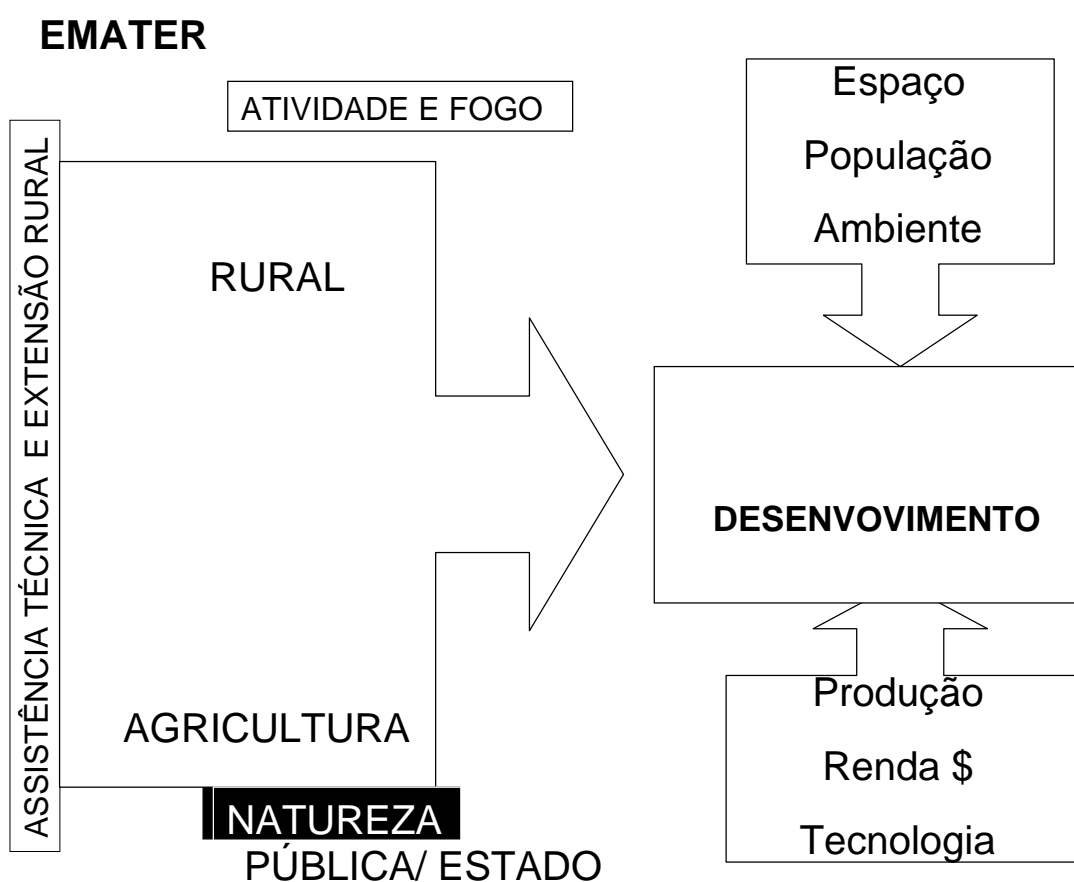 EMATER
ATIVIDADE E FOGO
ASSISTÊNCIA TÉCNICA E EXTENSÃO RURAL
RURAL
AGRICULTURA
NATUREZA
PÚBLICA/ ESTADO
Espaço
População
Ambiente
DESENVOVIMENTO
Produção
Renda $
Tecnologia